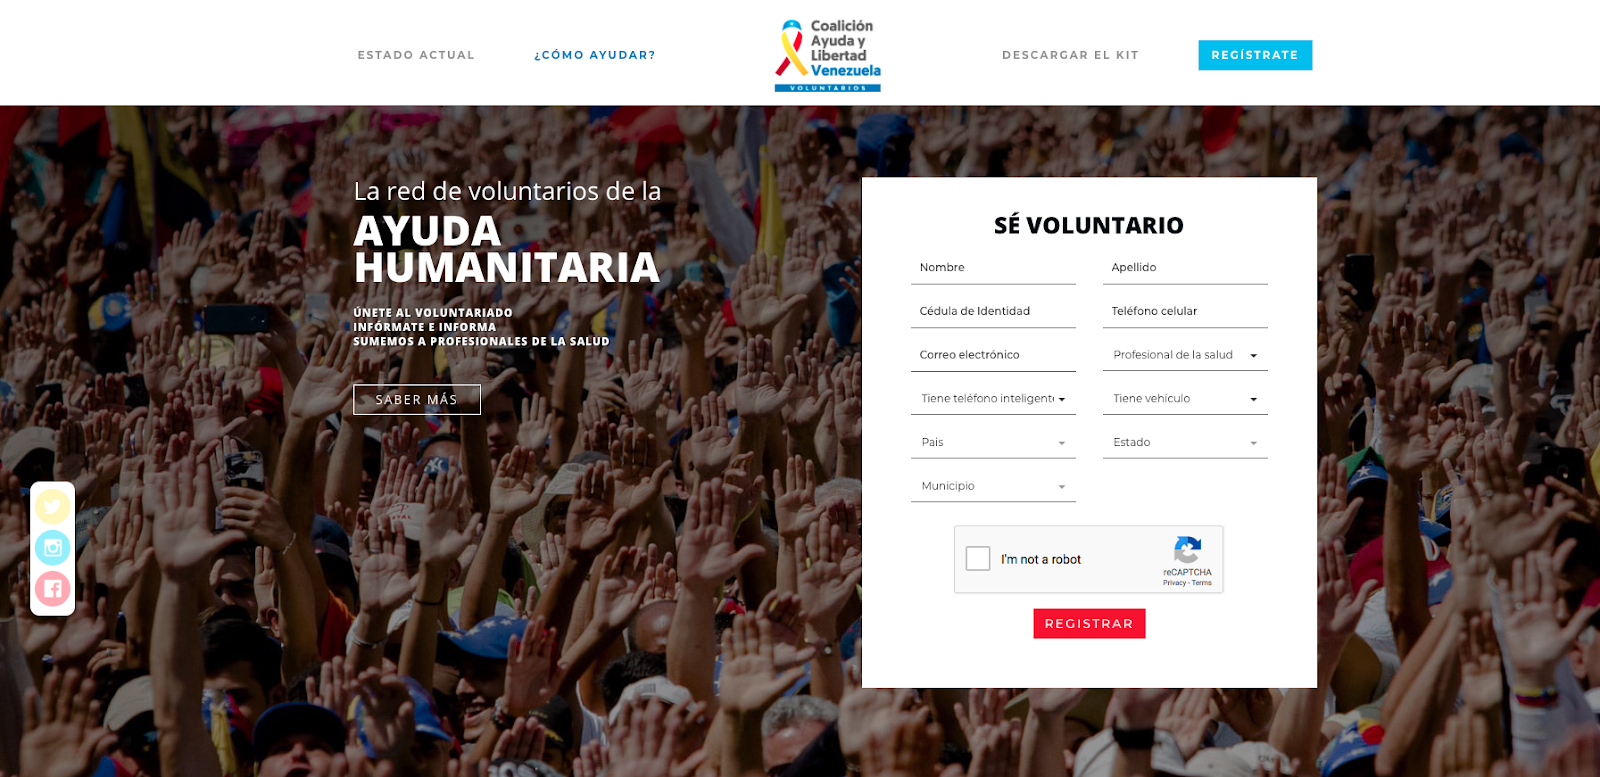 ESTADO ACTUAL
¿CÓMO AYUDAR?
Coalición
Ayuda y
Libertad
Venezuela
VOLUNTARIOS
DESCARGAR EL KIT
REGÍSTRATE
La red de voluntarios de la
AYUDA
HUMANITARIA
ÚNETE AL VOLUNTARIADO
INFÓRMATE E INFORMA
SUMEMOS A PROFESIONALES DE LA SALUD
SABER MÁS
SÉ VOLUNTARIO
Nombre
Apellido
Cédula de Identidad
Teléfono celular
Correo electrónico
Profesional de la salud
Tiene teléfono inteligente
Tiene vehículo
Pais
Estado
Municipio
I'm not a robot
reCAPTCHA
Privacy - Terms
REGISTRAR